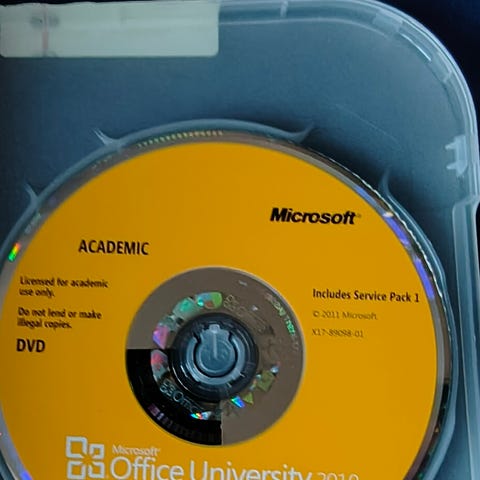 Microsoft®
ACADEMIC
Licensed for academic
use only.
Do not lend or make
illegal copies.
DVD
Includes Service Pack 1
© 2011 Microsoft.
X17-89098-01
Microsoft®
Office University 2010